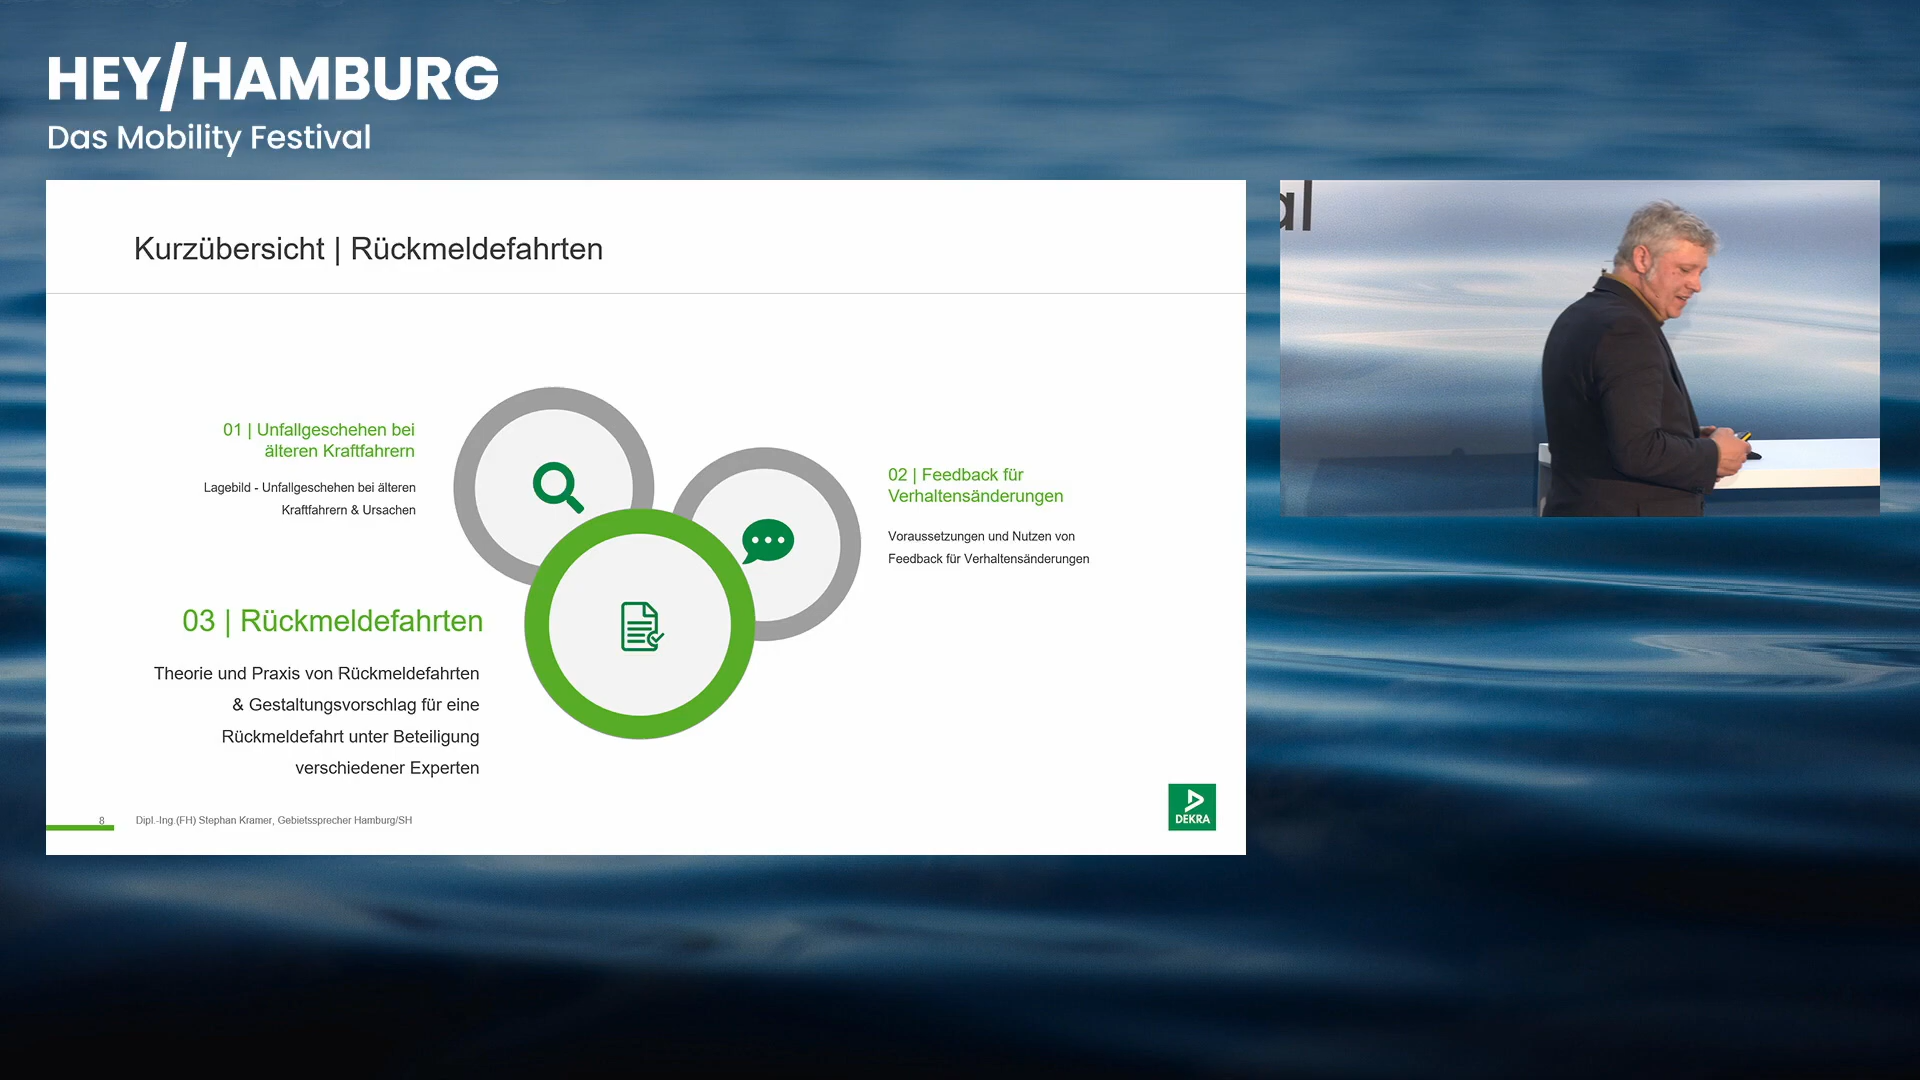 HEY/HAMBURG
Das Mobility Festival
al
Kurzübersicht | Rückmeldefahrten
01 | Unfallgeschehen bei
älteren Kraftfahrern
Lagebild - Unfallgeschehen bei älteren
Kraftfahrern & Ursachen
02 | Feedback für
Verhaltensänderungen
Voraussetzungen und Nutzen von
Feedback für Verhaltensänderungen
03 | Rückmeldefahrten
Theorie und Praxis von Rückmeldefahrten
& Gestaltungsvorschlag für eine
Rückmeldefahrt unter Beteiligung
verschiedener Experten
8
Dipl.-Ing.(FH) Stephan Kramer, Gebietssprecher Hamburg/SH
DEKRA